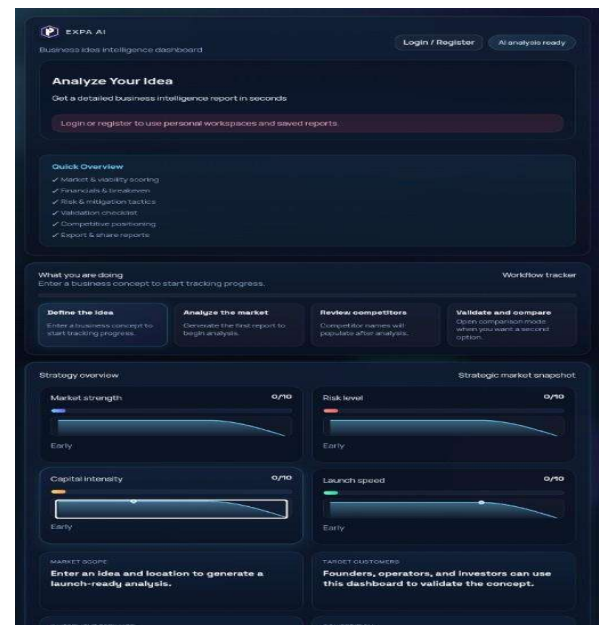 EXPA AI
Business idea intelligence dashboard
Login / Register
AI analysis ready
Analyze Your Idea
Get a detailed business intelligence report in seconds
Login or register to use personal workspaces and saved reports.
Quick Overview
✓ Market & viability scoring
✓ Financials & breakeven
✓ Risk & mitigation tactics
✓ Validation checklist
✓ Competitive positioning
✓ Export & share reports
What you are doing
Workflow tracker
Enter a business concept to start tracking progress.
Define the idea
Enter a business concept to
start tracking progress.
Analyze the market
Generate the first report to
begin analysis.
Review competitors
Competitor names will
populate after analysis.
Validate and compare
Open comparison mode
when you want a second
option.
Strategy overview
Strategic market snapshot
Market strength
0/10
Early
Risk level
0/10
Early
Capital intensity
0/10
Early
Launch speed
0/10
Early
MARKET SCOPE
Enter an idea and location to generate a
launch-ready analysis.
TARGET CUSTOMERS
Founders, operators, and investors can use
this dashboard to validate the concept.